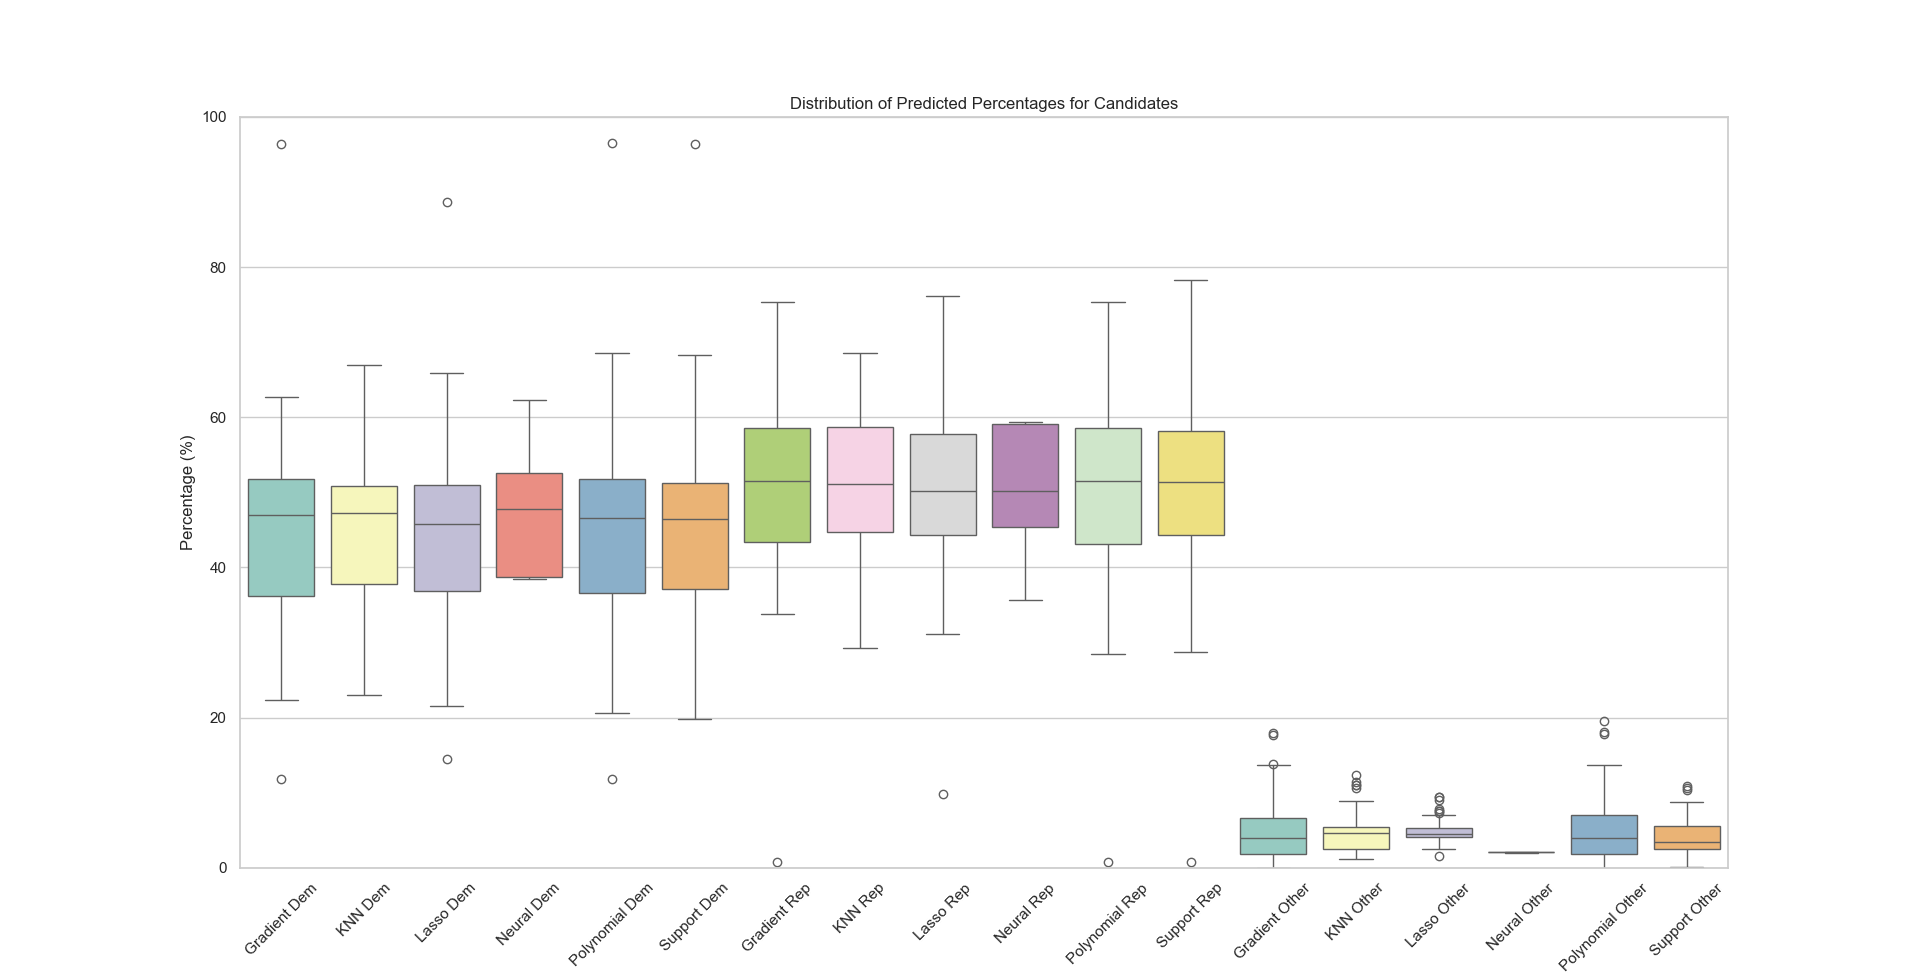 Distribution of Predicted Percentages for Candidates
Percentage (%)
100
80
60
40
20
0
Gradient Dem
KNN Dem
Lasso Dem
Neural Dem
Polynomial Dem
Support Dem
Gradient Rep
KNN Rep
Lasso Rep
Neural Rep
Polynomial Rep
Support Rep
Gradient Other
KNN Other
Lasso Other
Neural Other
Polynomial Other
Support Other